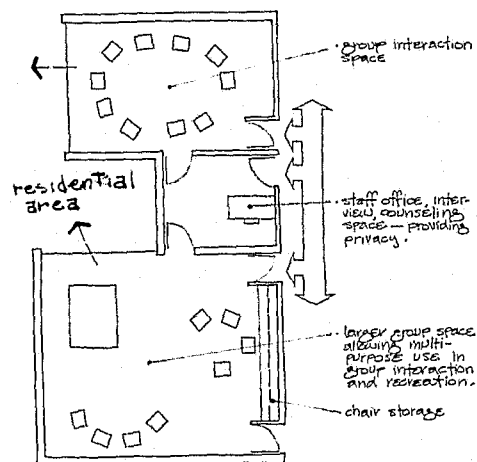 group interaction
space
residential
area
staff office, inter-
view, counseling
space — providing
privacy.
larger group space
allowing multi-
purpose use in
group interaction
and recreation.
chair storage